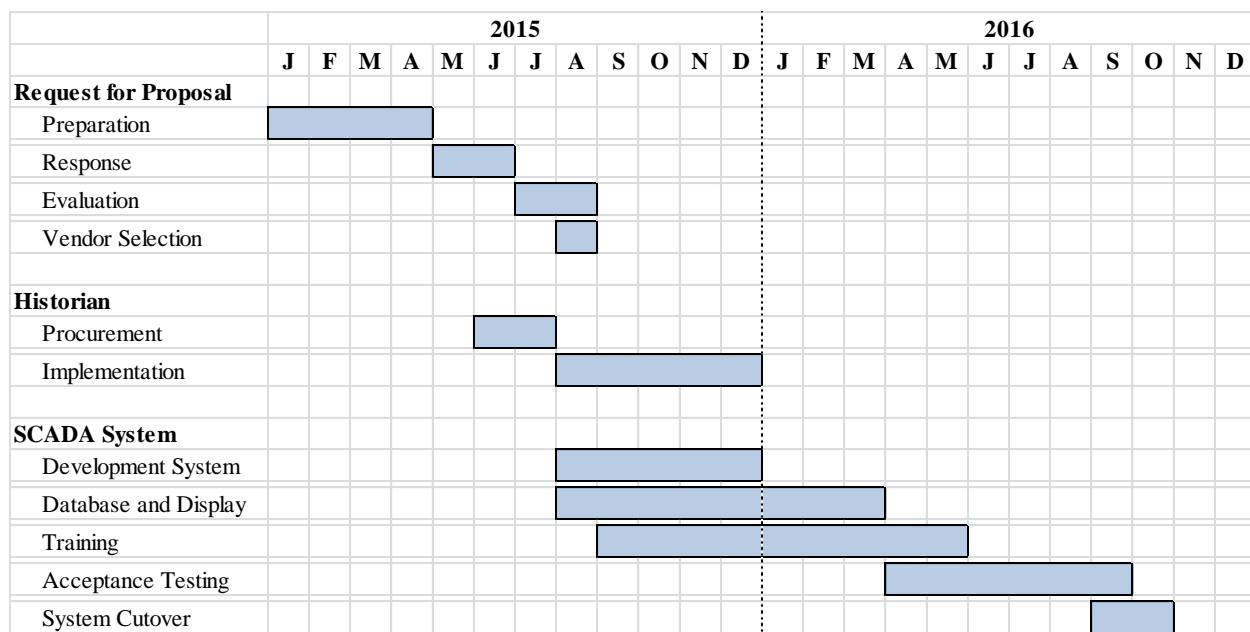 2015 2016
J F M A M J J A S O N D J F M A M J J A S O N D
Request for Proposal
Preparation
Response
Evaluation
Vendor Selection
Historian
Procurement
Implementation
SCADA System
Development System
Database and Display
Training
Acceptance Testing
System Cutover